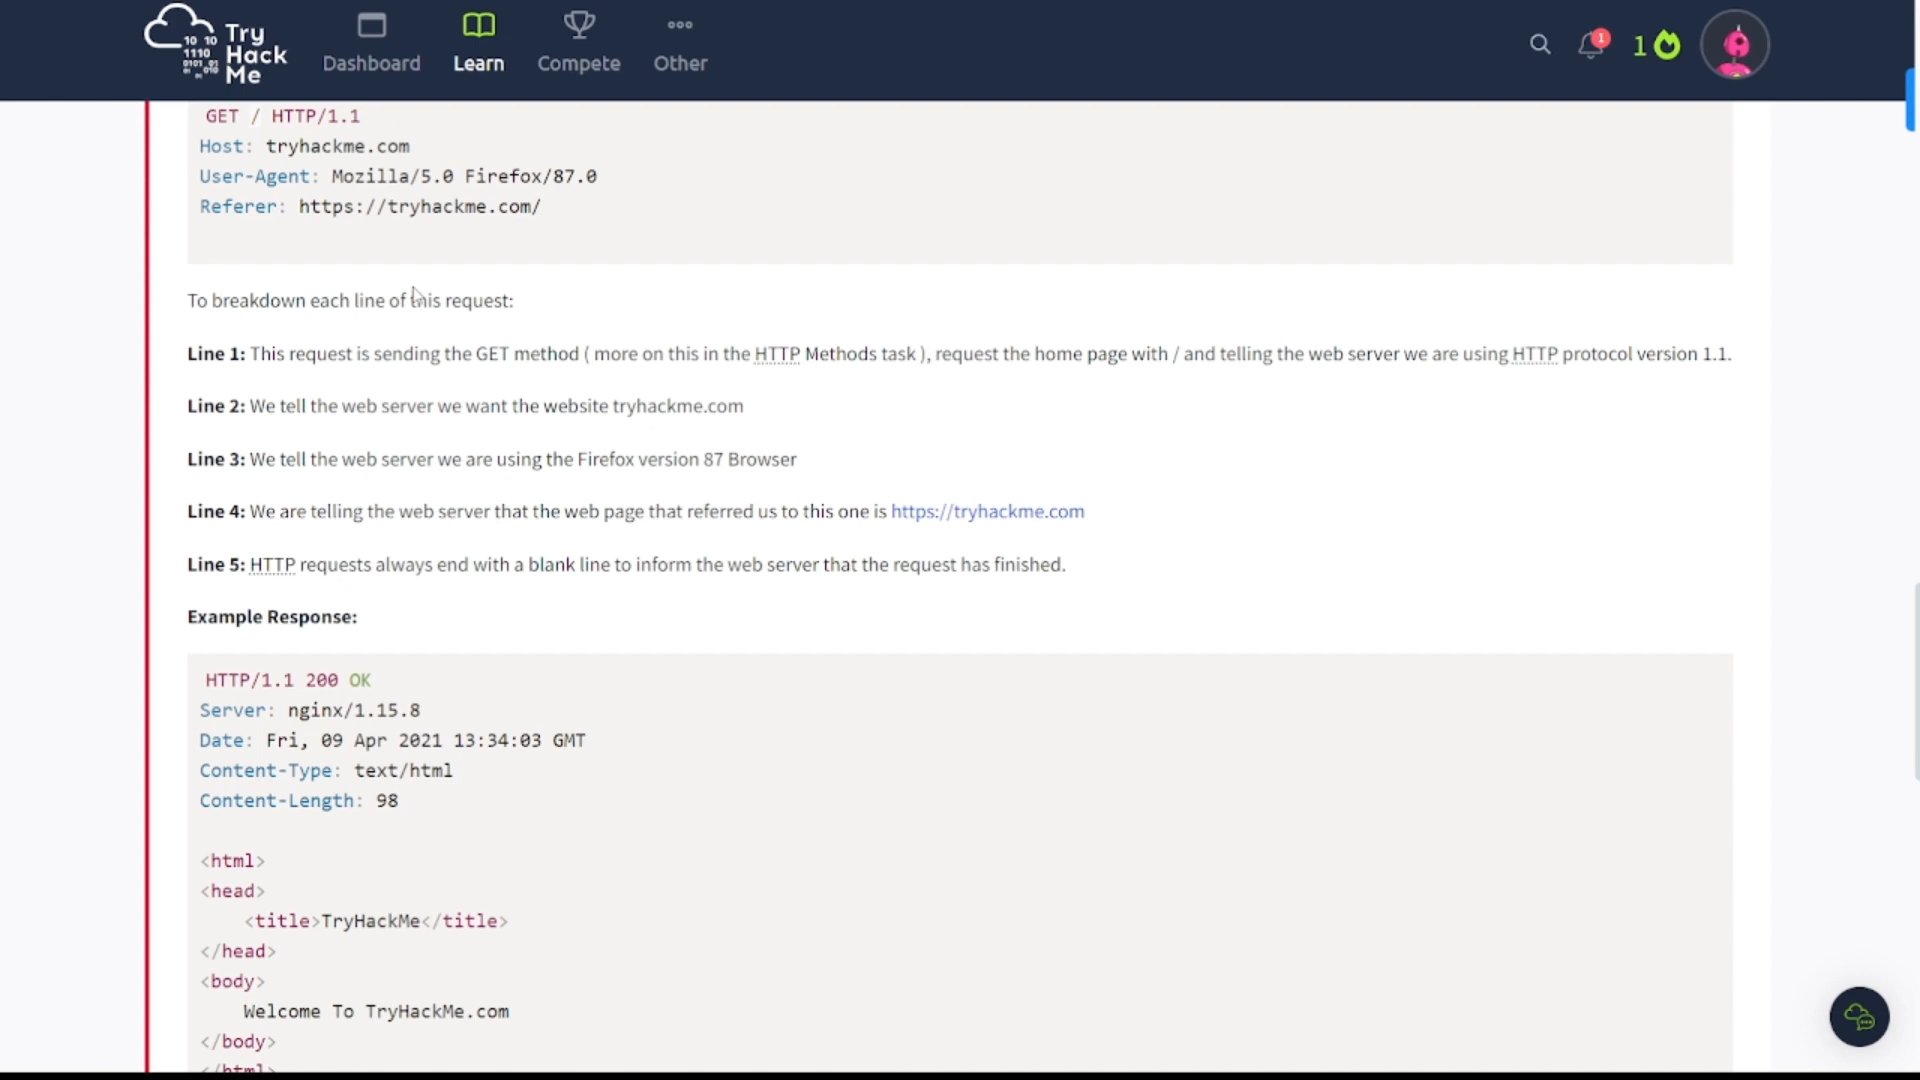 Try
Hack
Me
10 10
1110
0101 01
01 010
Dashboard
Learn
Compete
Other
1
1
GET / HTTP/1.1
Host: tryhackme.com
User-Agent: Mozilla/5.0 Firefox/87.0
Referer: https://tryhackme.com/
To breakdown each line of this request:
Line 1: This request is sending the GET method ( more on this in the HTTP Methods task ), request the home page with / and telling the web server we are using HTTP protocol version 1.1.
Line 2: We tell the web server we want the website tryhackme.com
Line 3: We tell the web server we are using the Firefox version 87 Browser
Line 4: We are telling the web server that the web page that referred us to this one is https://tryhackme.com
Line 5: HTTP requests always end with a blank line to inform the web server that the request has finished.
Example Response:
HTTP/1.1 200 OK
Server: nginx/1.15.8
Date: Fri, 09 Apr 2021 13:34:03 GMT
Content-Type: text/html
Content-Length: 98
<html>
<head>
<title>TryHackMe</title>
</head>
<body>
Welcome To TryHackMe.com
</body>
</html>